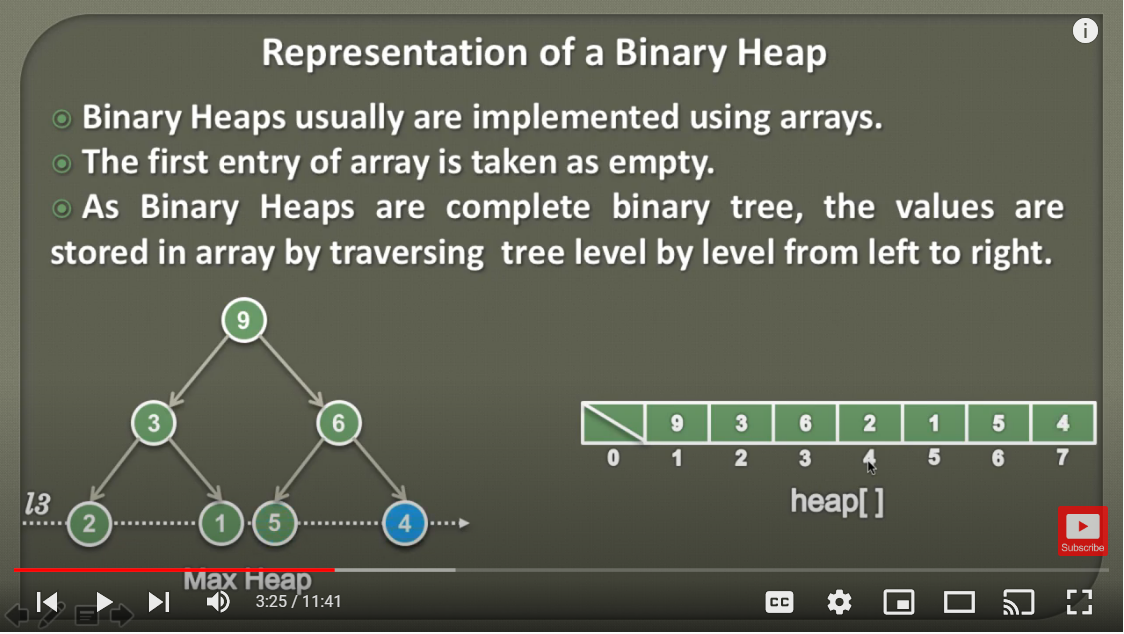 Representation of a Binary Heap
Binary Heaps usually are implemented using arrays.
The first entry of array is taken as empty.
As Binary Heaps are complete binary tree, the values are
stored in array by traversing tree level by level from left to right.
9
3 6
l3
2 1 5 4
Max Heap
9 3 6 2 1 5 4
0 1 2 3 4 5 6 7
heap[ ]
Subscribe
3:25 / 11:41
CC